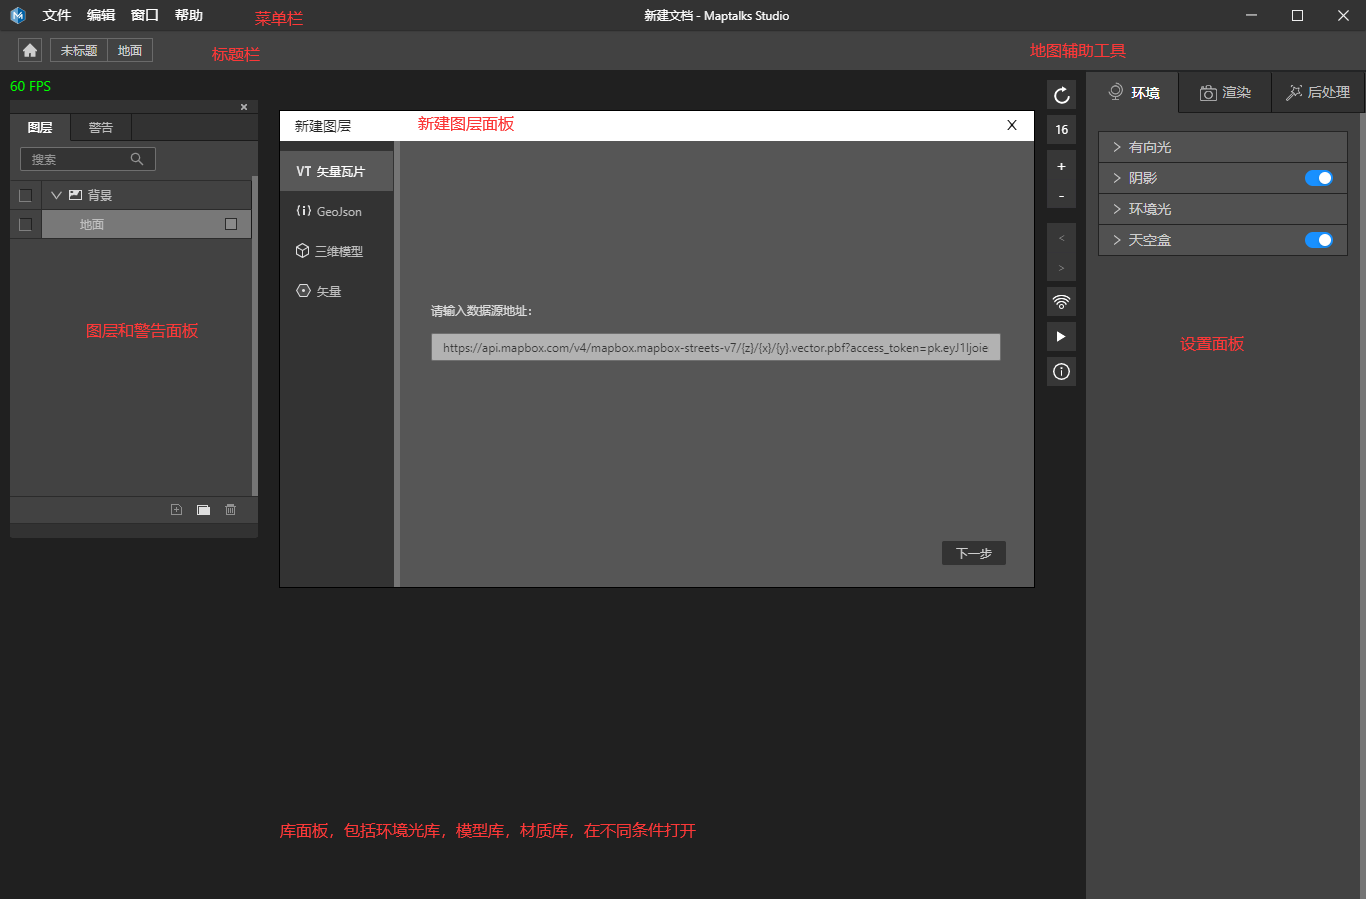 文件 编辑 窗口 帮助 菜单栏 新建文档 - Maptalks Studio
未标题 地面 标题栏 地图辅助工具
60 FPS
图层 警告
搜索
背景
地面
图层和警告面板
新建图层 新建图层面板 X
VT 矢量瓦片
GeoJson
三维模型
矢量
请输入数据源地址:
https://api.mapbox.com/v4/mapbox.mapbox-streets-v7/{z}/{x}/{y}.vector.pbf?access_token=pk.eyJ1Ijoie
下一步
16
+
-
<
>
环境 渲染 后处理
有向光
阴影
环境光
天空盒
设置面板
库面板，包括环境光库，模型库，材质库，在不同条件打开